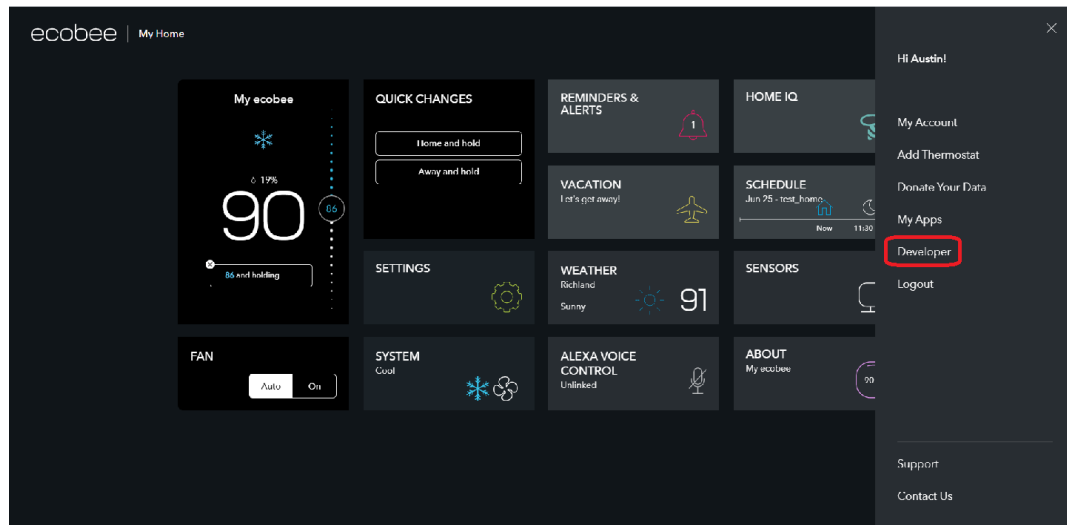 ecobee | My Home
Hi Austin!
My ecobee
19%
90
86
86 and holding
QUICK CHANGES
Home and hold
Away and hold
REMINDERS &
ALERTS
1
HOME IQ
VACATION
Let's get away!
SCHEDULE
Jun 25 - test_home
Now
11:30
SETTINGS
WEATHER
Richland
Sunny
91
SENSORS
FAN
Auto
On
SYSTEM
Cool
ALEXA VOICE
CONTROL
Unlinked
ABOUT
My ecobee
90
My Account
Add Thermostat
Donate Your Data
My Apps
Developer
Logout
Support
Contact Us